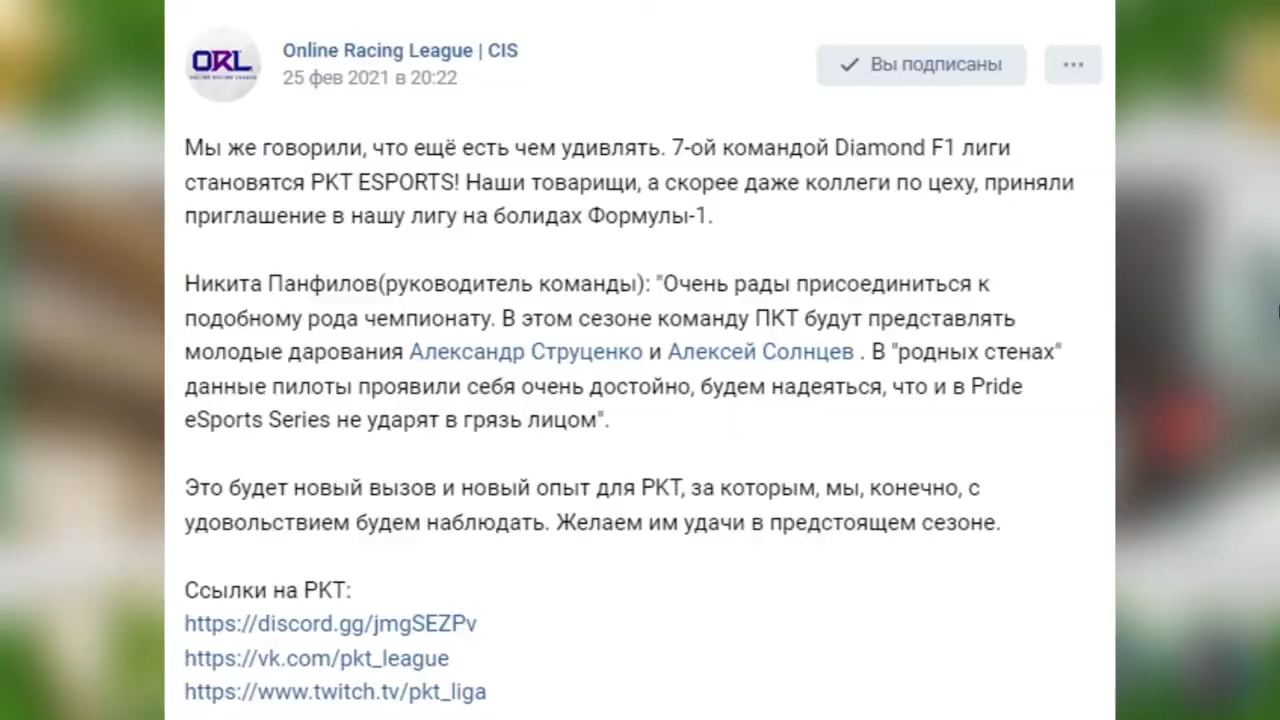 ORL
ONLINE RACING LEAGUE
Online Racing League | CIS
25 фев 2021 в 20:22
Вы подписаны
Мы же говорили, что ещё есть чем удивлять. 7-ой командой Diamond F1 лиги
становятся PKT ESPORTS! Наши товарищи, а скорее даже коллеги по цеху, приняли
приглашение в нашу лигу на болидах Формулы-1.
Никита Панфилов(руководитель команды): "Очень рады присоединиться к
подобному рода чемпионату. В этом сезоне команду ПКТ будут представлять
молодые дарования Александр Струценко и Алексей Солнцев . В "родных стенах"
данные пилоты проявили себя очень достойно, будем надеяться, что и в Pride
eSports Series не ударят в грязь лицом".
Это будет новый вызов и новый опыт для PKT, за которым, мы, конечно, с
удовольствием будем наблюдать. Желаем им удачи в предстоящем сезоне.
Ссылки на PKT:
https://discord.gg/jmgSEZPv
https://vk.com/pkt_league
https://www.twitch.tv/pkt_liga